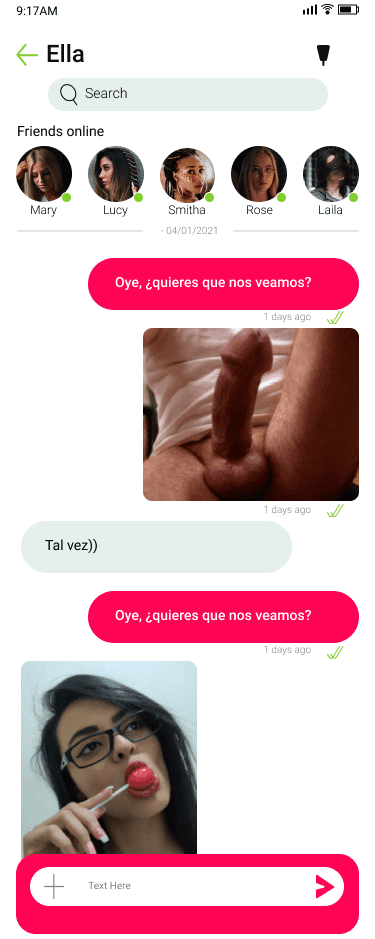 9:17AM
Ella
Search
Friends online
Mary Lucy Smitha Rose Laila
- 04/01/2021
Oye, ¿quieres que nos veamos?
1 days ago
1 days ago
Tal vez))
Oye, ¿quieres que nos veamos?
1 days ago
Text Here